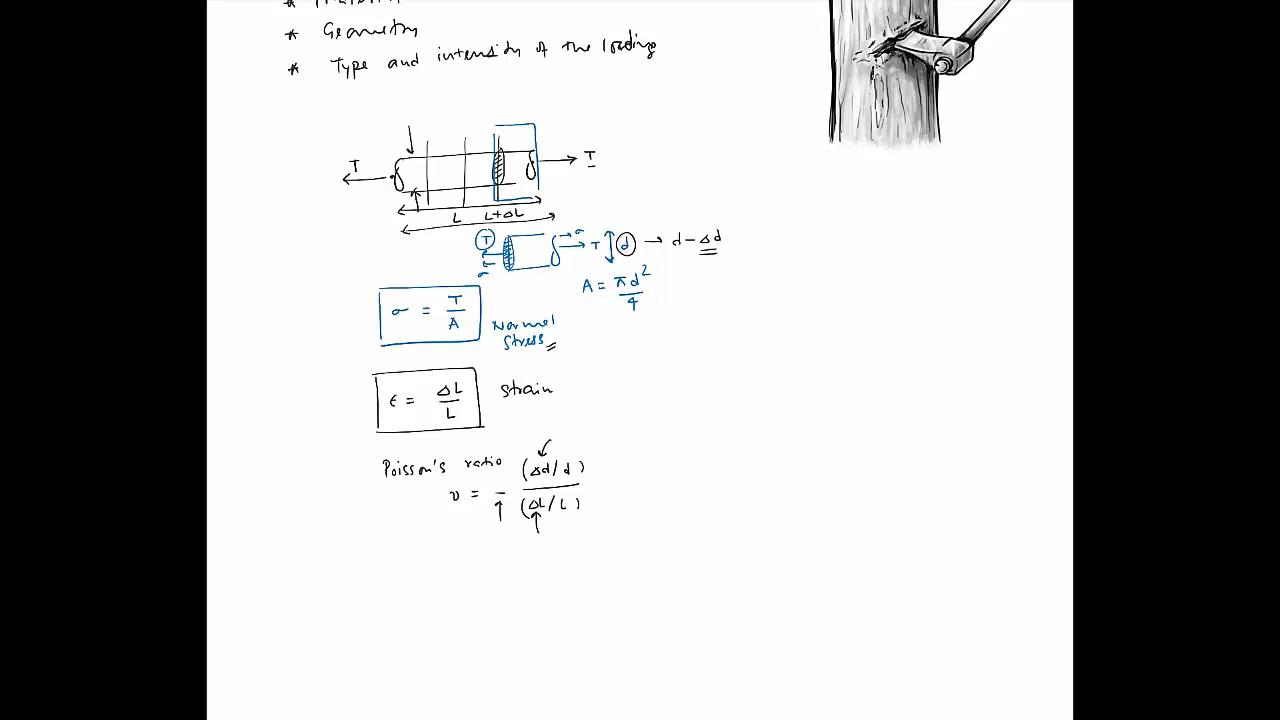 * Geometry
* Type and intensity of the loading
T
T
L
L+ΔL
T
σ
σ
T
d → d - Δd
A = πd²/4
σ = T/A
Normal
Stress
ϵ = ΔL/L
Strain
Poisson's ratio
ν = - (Δd/d)/(ΔL/L)